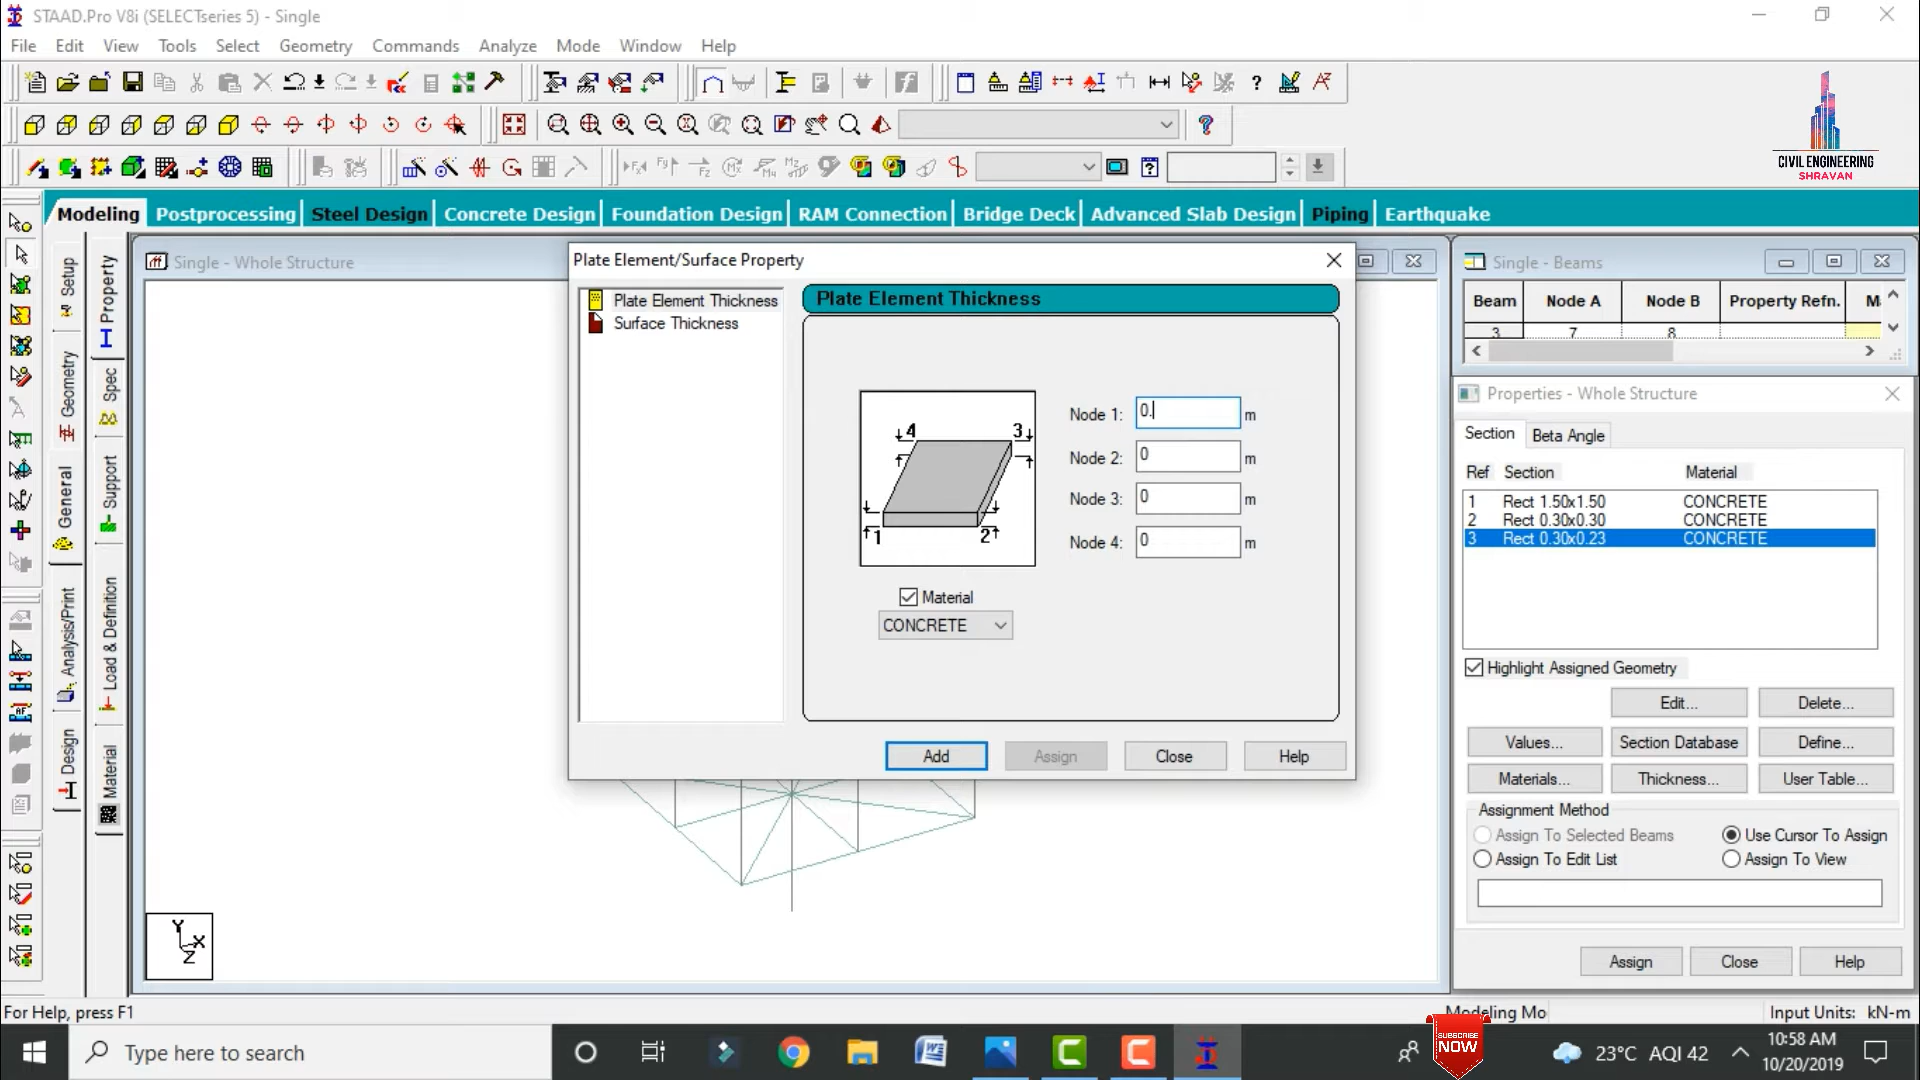 STAAD.Pro V8i (SELECTseries 5) - Single
File Edit View Tools Select Geometry Commands Analyze Mode Window Help
CIVIL ENGINEERING
SHRAVAN
Modeling Postprocessing Steel Design Concrete Design Foundation Design RAM Connection Bridge Deck Advanced Slab Design Piping Earthquake
Setup
Geometry
General
Analysis/Print
Design
Property
Spec
Support
Load & Definition
Material
Single - Whole Structure
Plate Element/Surface Property
Plate Element Thickness
Surface Thickness
Plate Element Thickness
4 3
1 2
Node 1: 0. m
Node 2: 0 m
Node 3: 0 m
Node 4: 0 m
Material
CONCRETE
Add Assign Close Help
Y
X
Z
Single - Beams
Beam Node A Node B Property Refn. M
3 7 8
Properties - Whole Structure
Section Beta Angle
Ref Section Material
1 Rect 1.50x1.50 CONCRETE
2 Rect 0.30x0.30 CONCRETE
3 Rect 0.30x0.23 CONCRETE
Highlight Assigned Geometry
Edit... Delete...
Values... Section Database Define...
Materials... Thickness... User Table...
Assignment Method
Assign To Selected Beams Use Cursor To Assign
Assign To Edit List Assign To View
Assign Close Help
For Help, press F1
Modeling Mo
Input Units: kN-m
Type here to search
SUBSCRIBE
NOW
23°C AQI 42
10:58 AM
10/20/2019